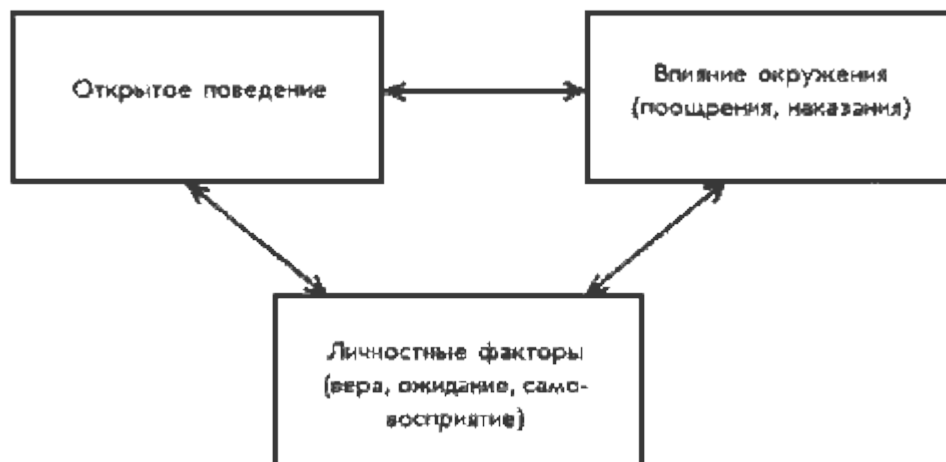 Открытое поведение
Влияние окружения
(поощрения, наказания)
Личностные факторы
(вера, ожидание, само-
восприятие)